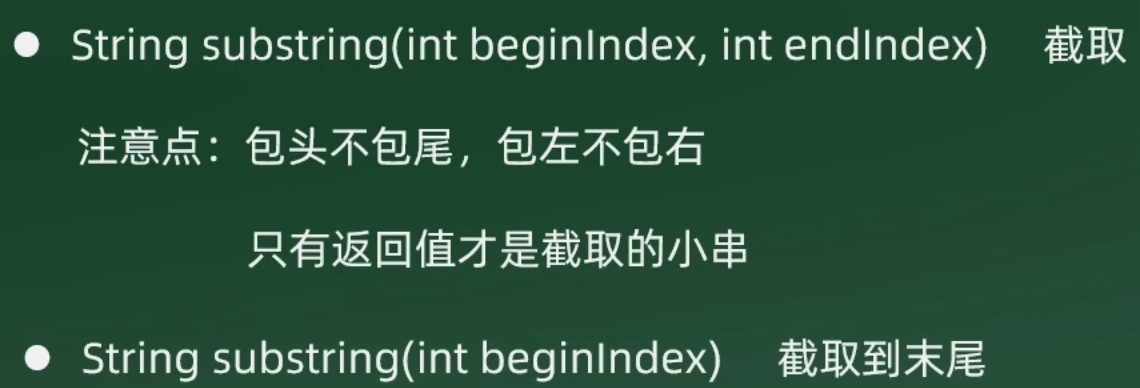 ● String substring(int beginIndex, int endIndex) 截取
注意点：包头不包尾，包左不包右
只有返回值才是截取的小串
● String substring(int beginIndex) 截取到末尾